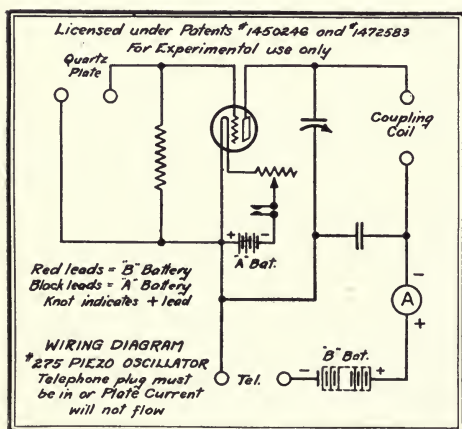 Licensed under Patents #1450246 and #1472583
For Experimental use only
Quartz
Plate
Coupling
Coil
+ -
"A" Bat.
Red leads = "B" Battery
Black leads = "A" Battery
Knot indicates + lead
-
A
+
WIRING DIAGRAM
#275 PIEZO OSCILLATOR
Telephone plug must
be in or Plate Current
will not flow
Tel.
"B" Bat.
- +